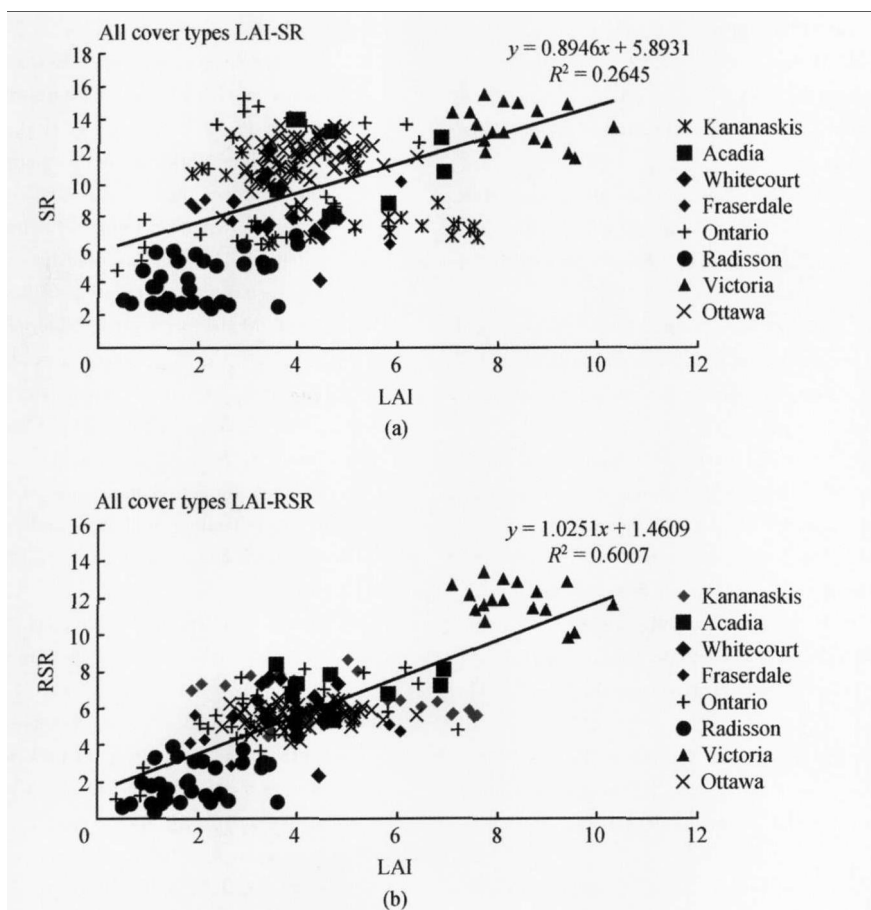 All cover types LAI-SR
y = 0.8946x + 5.8931
R² = 0.2645
18
16
14
12
10
8
6
4
2
0
2
4
6
8
10
12
SR
LAI
Kananaskis
Acadia
Whitecourt
Fraserdale
Ontario
Radisson
Victoria
Ottawa
(a)
All cover types LAI-RSR
y = 1.0251x + 1.4609
R² = 0.6007
16
14
12
10
8
6
4
2
0
2
4
6
8
10
12
RSR
LAI
Kananaskis
Acadia
Whitecourt
Fraserdale
Ontario
Radisson
Victoria
Ottawa
(b)